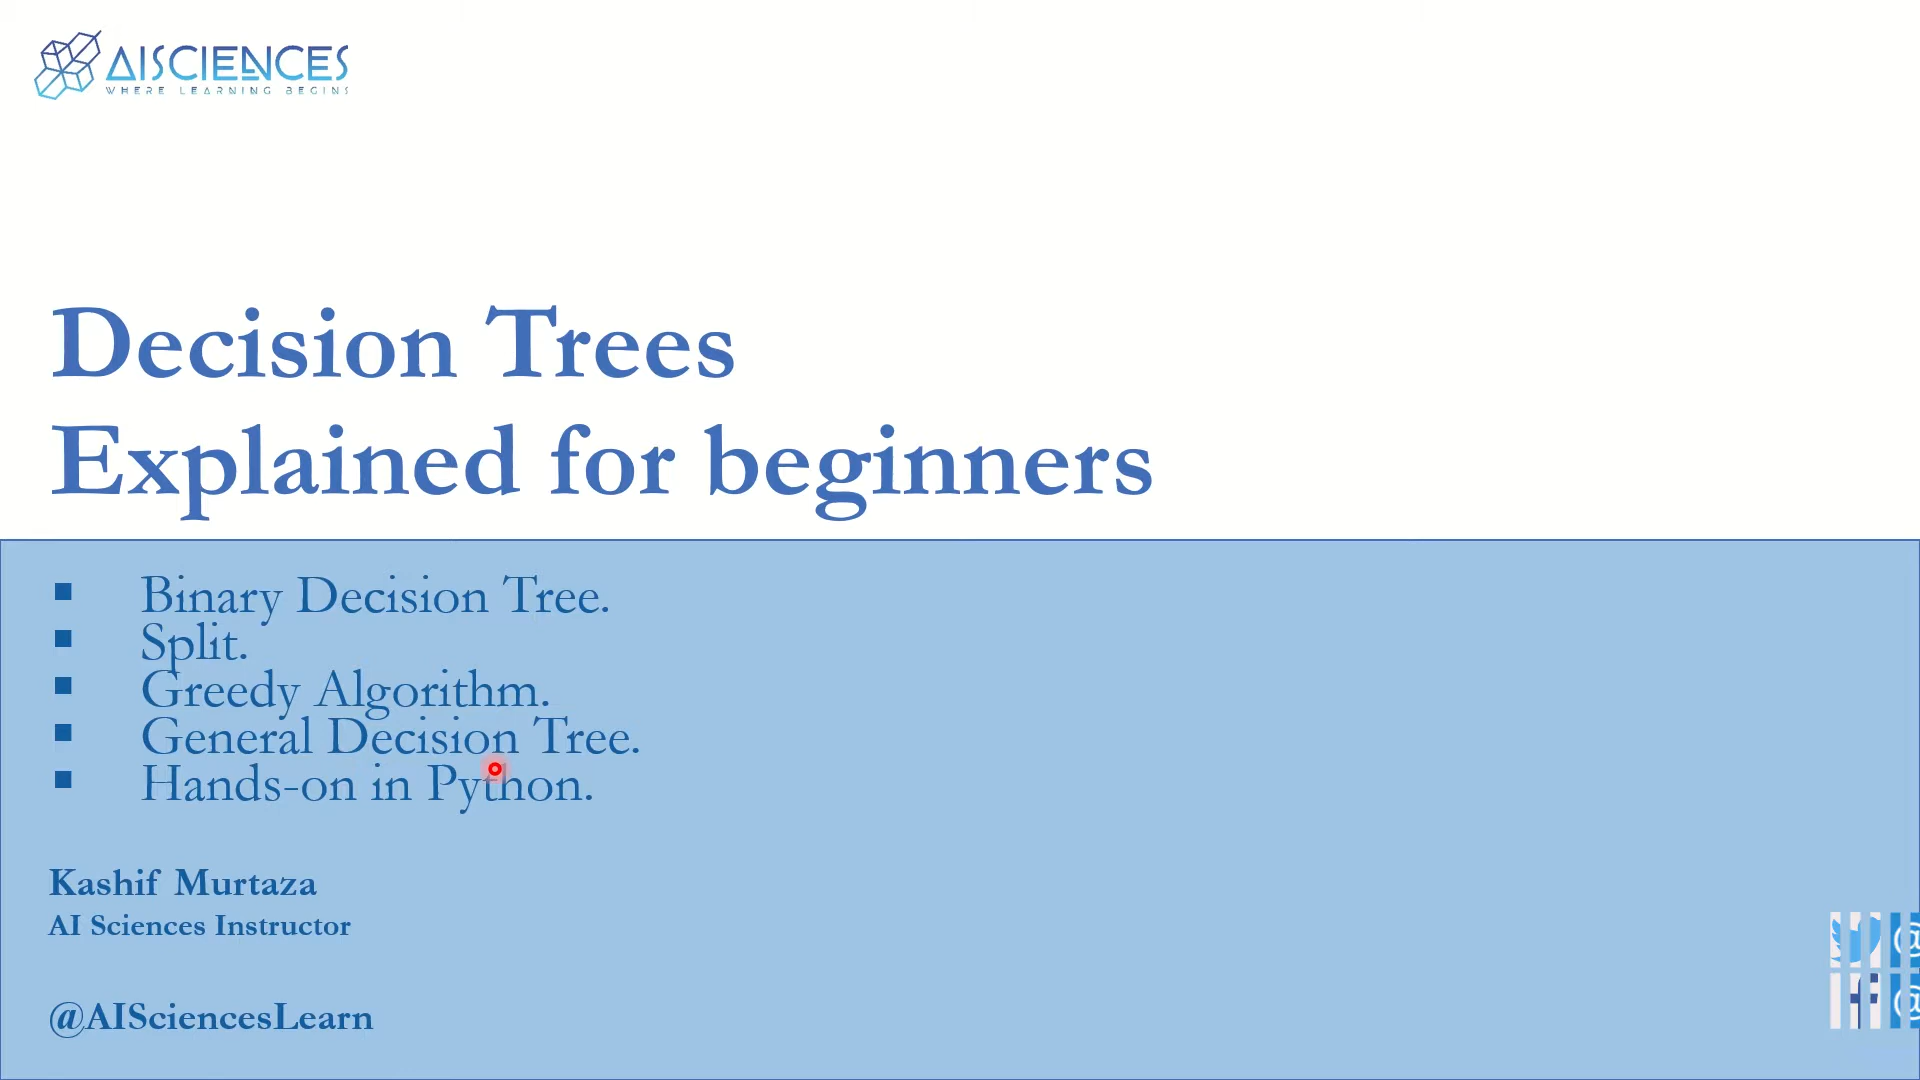 AISCIENCES
WHERE LEARNING BEGINS
Decision Trees
Explained for beginners
▪ Binary Decision Tree.
▪ Split.
▪ Greedy Algorithm.
▪ General Decision Tree.
▪ Hands-on in Python.
Kashif Murtaza
AI Sciences Instructor
@AISciencesLearn
@
@